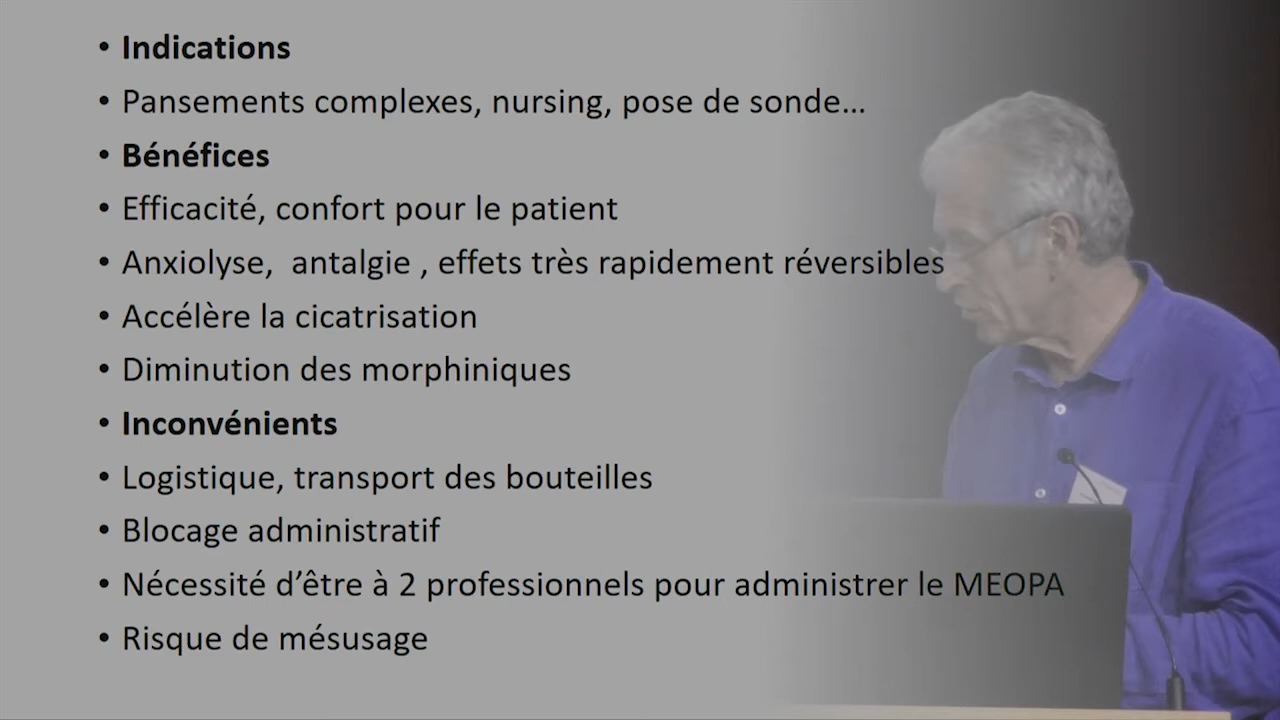 • Indications
• Pansements complexes, nursing, pose de sonde…
• Bénéfices
• Efficacité, confort pour le patient
• Anxiolyse,  antalgie , effets très rapidement réversibles
• Accélère la cicatrisation
• Diminution des morphiniques
• Inconvénients
• Logistique, transport des bouteilles
• Blocage administratif
• Nécessité d’être à 2 professionnels pour administrer le MEOPA
• Risque de mésusage